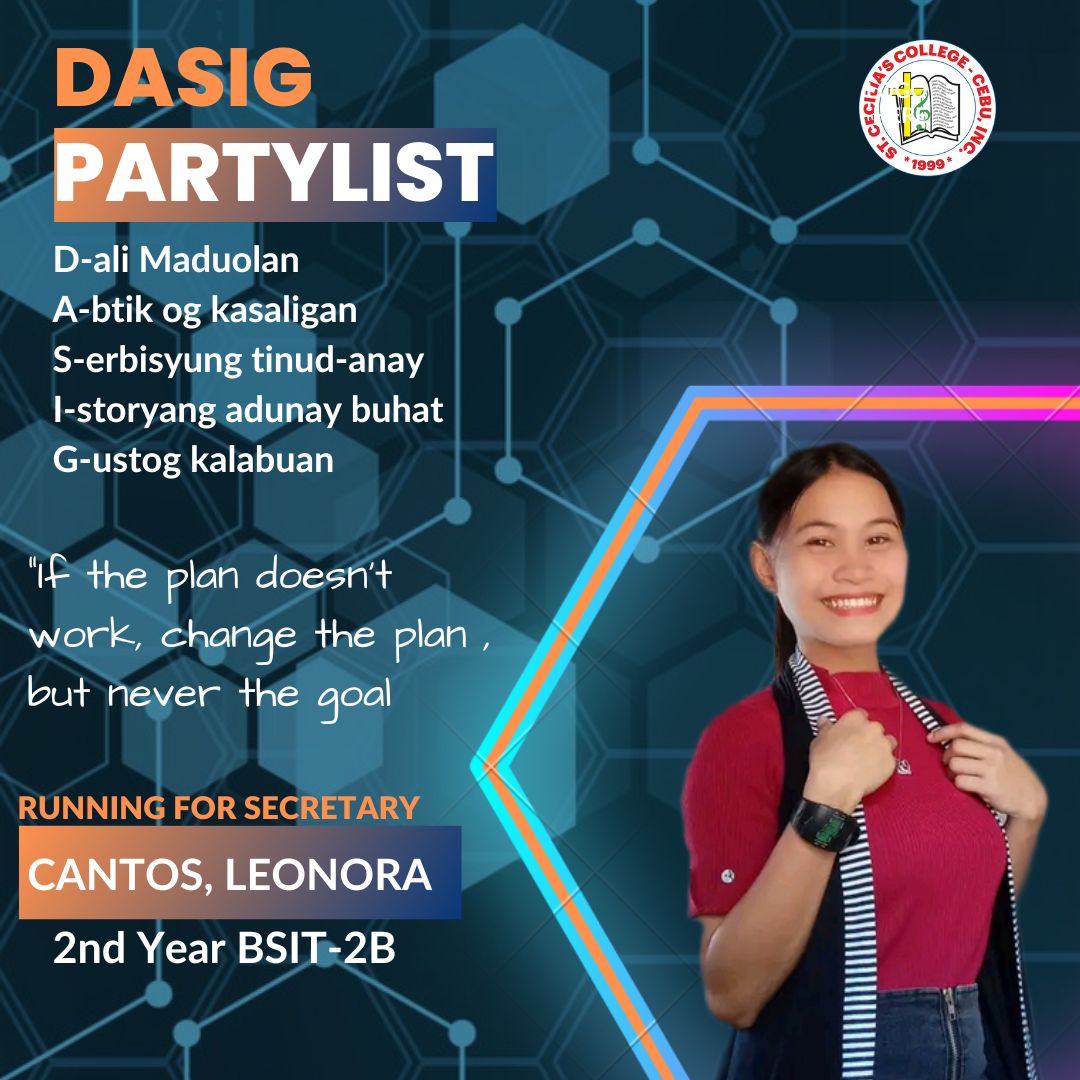 DASIG
PARTYLIST
D-ali Maduolan
A-btik og kasaligan
S-erbisyung tinud-anay
I-storyang adunay buhat
G-ustog kalabuan
"If the plan doesn't
work, change the plan ,
but never the goal
RUNNING FOR SECRETARY
CANTOS, LEONORA
2nd Year BSIT-2B
ST. CECILIA'S COLLEGE - CEBU, INC.
* 1999 *